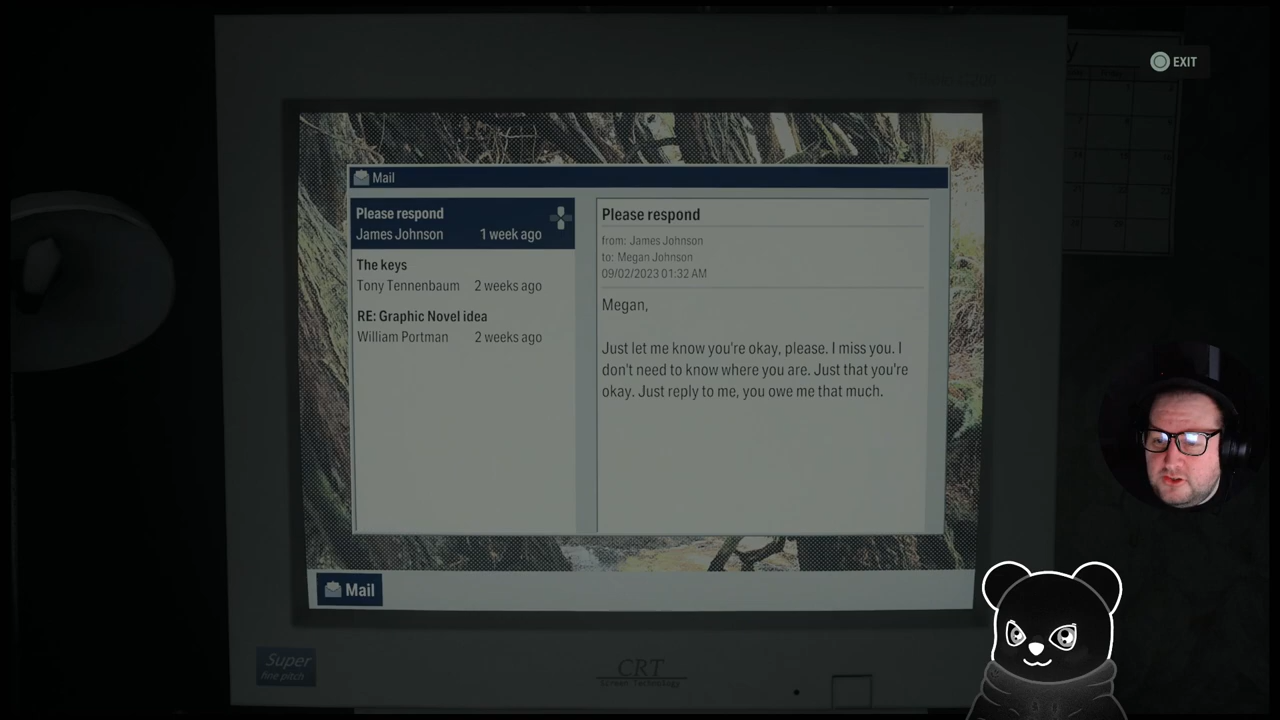 EXIT
Mail
Please respond
James Johnson 1 week ago
The keys
Tony Tennenbaum 2 weeks ago
RE: Graphic Novel idea
William Portman 2 weeks ago
Please respond
from: James Johnson
to: Megan Johnson
09/02/2023 01:32 AM
Megan,
Just let me know you're okay, please. I miss you. I
don't need to know where you are. Just that you're
okay. Just reply to me, you owe me that much.
Mail
Super
fine pitch
CRT
Screen Technology